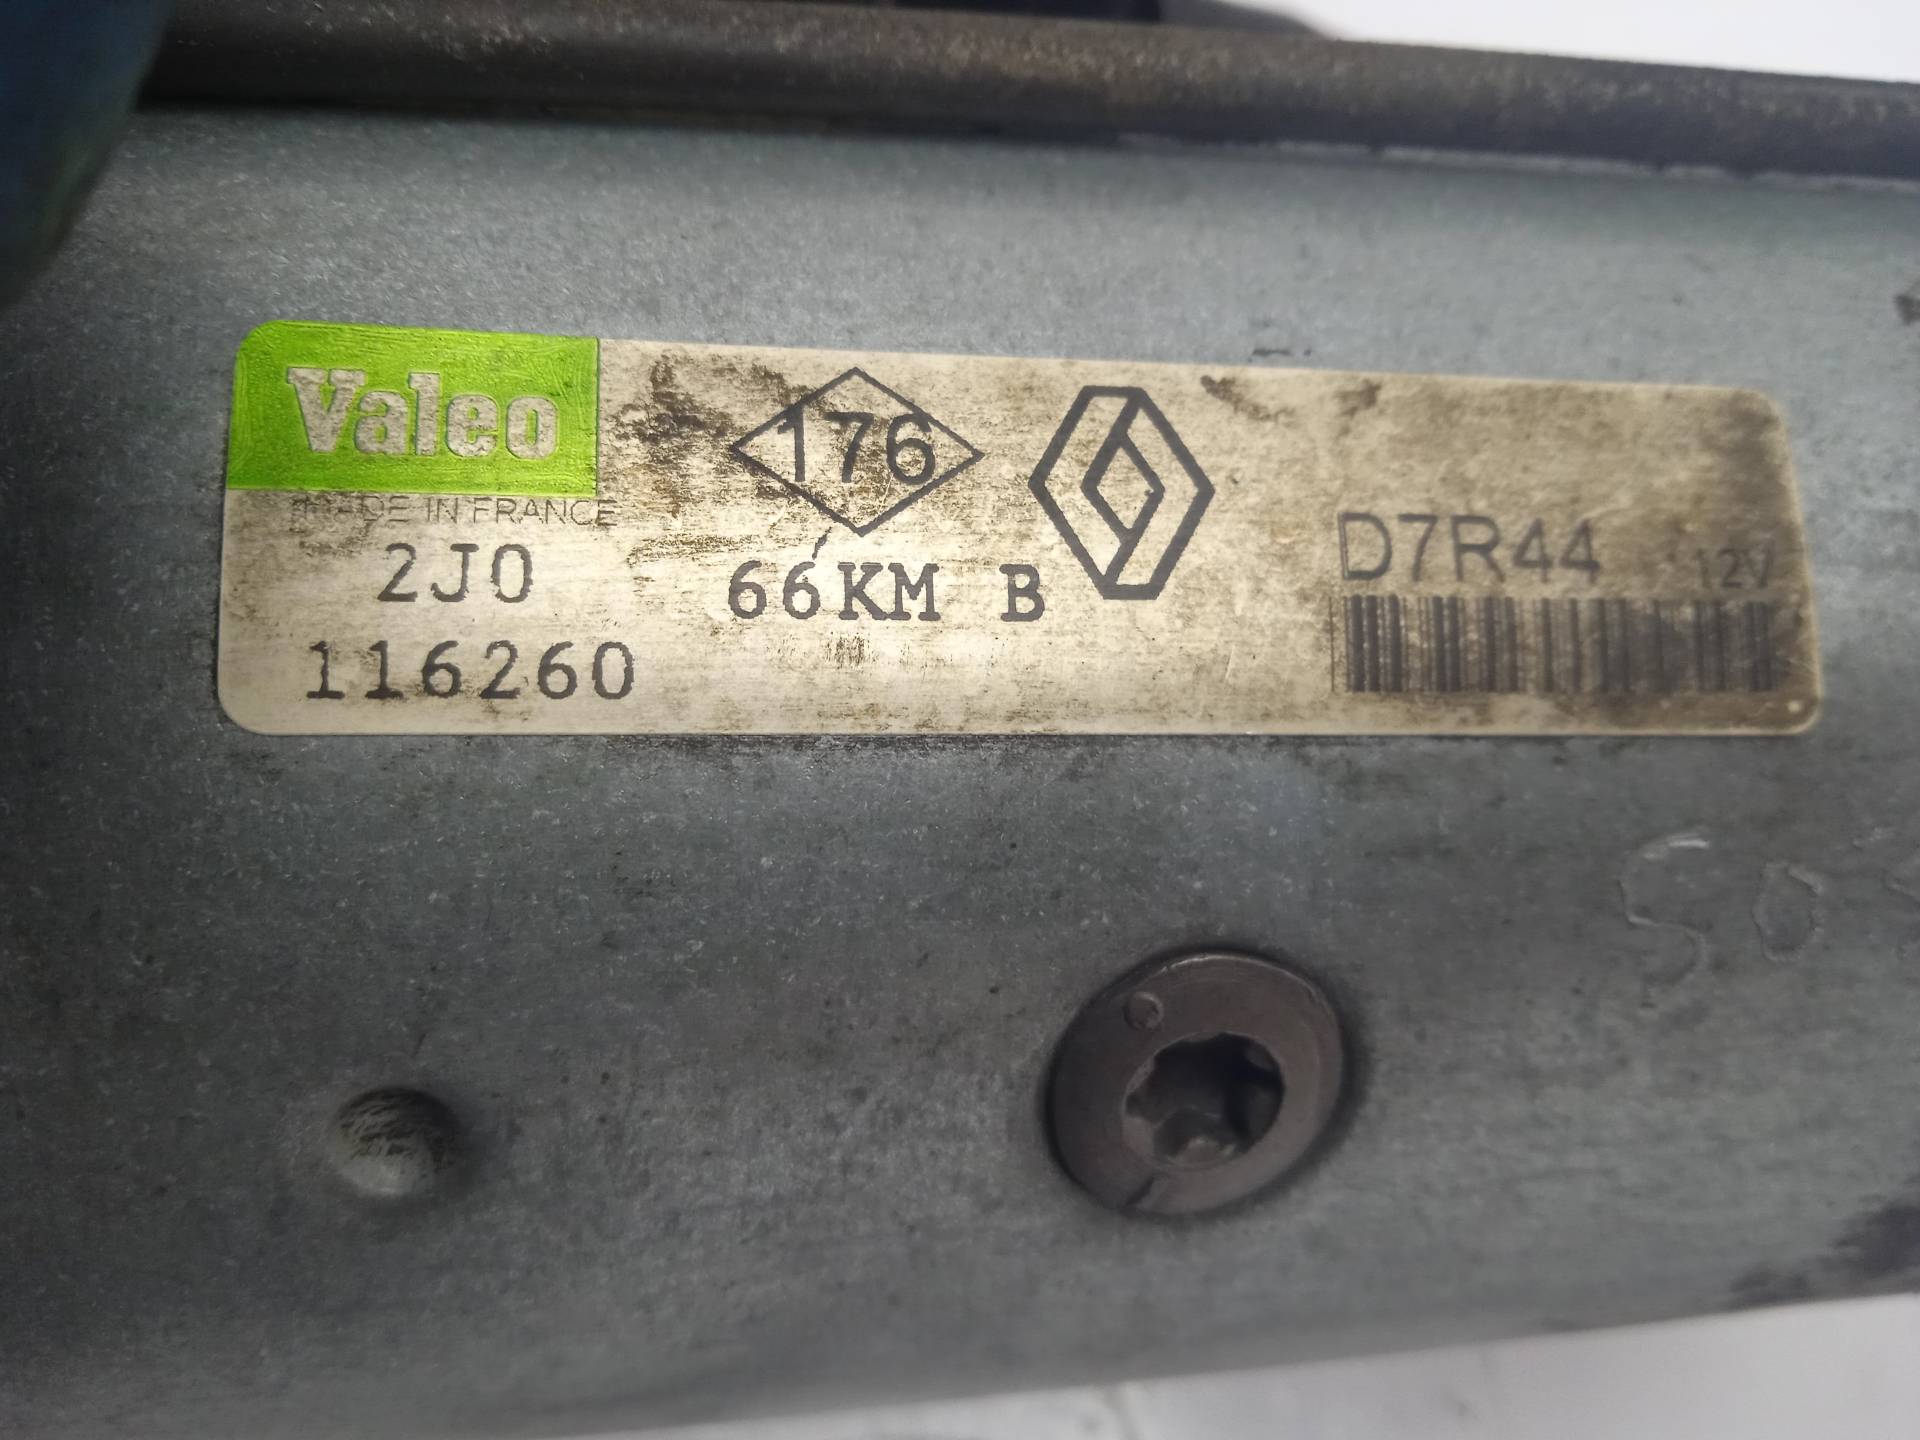 Valeo
MADE IN FRANCE
2J0
116260
176
66KM B
D7R44 12V